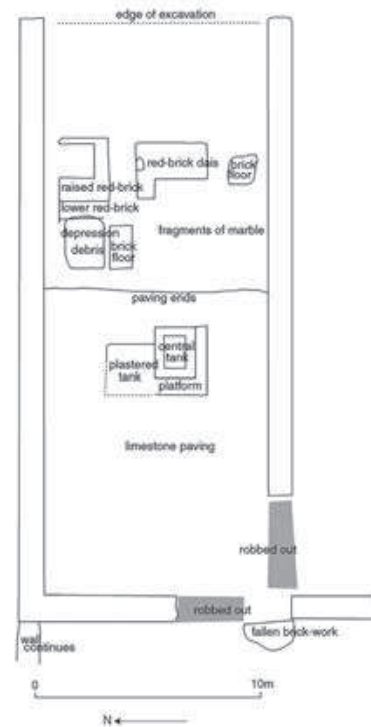 edge of excavation
red-brick dais
brick
floor
raised red-brick
lower red-brick
depression
debris
brick
floor
fragments of marble
paving ends
central
tank
plastered
tank
platform
limestone paving
robbed out
robbed out
fallen brick-work
wall
continues
0
10m
N